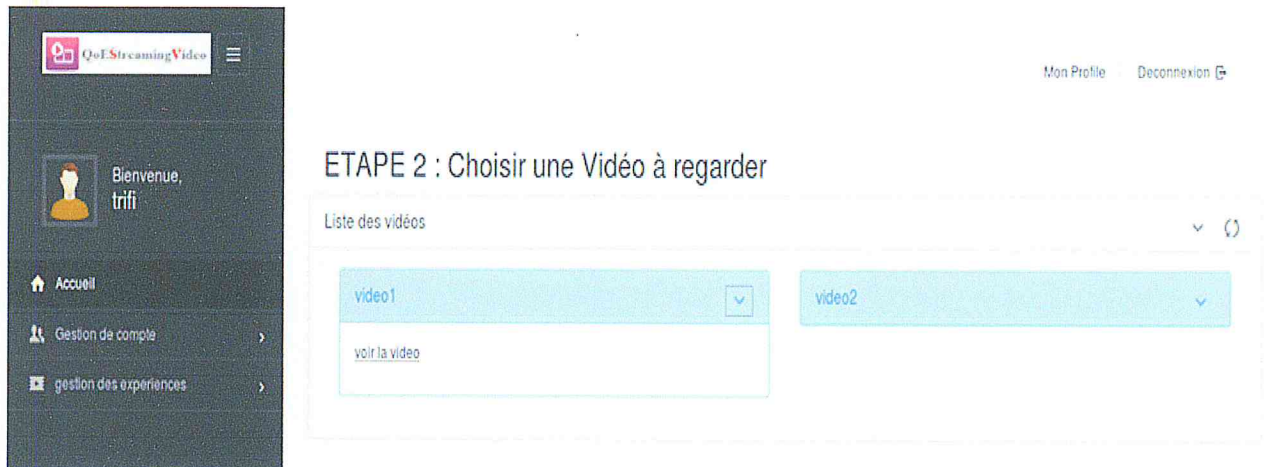 QoEStreamingVideo
Mon Profile
Deconnexion
Bienvenue,
trifi
ETAPE 2 : Choisir une Vidéo à regarder
Liste des vidéos
Accueil
Gestion de compte
gestion des experiences
video1
voir la video
video2